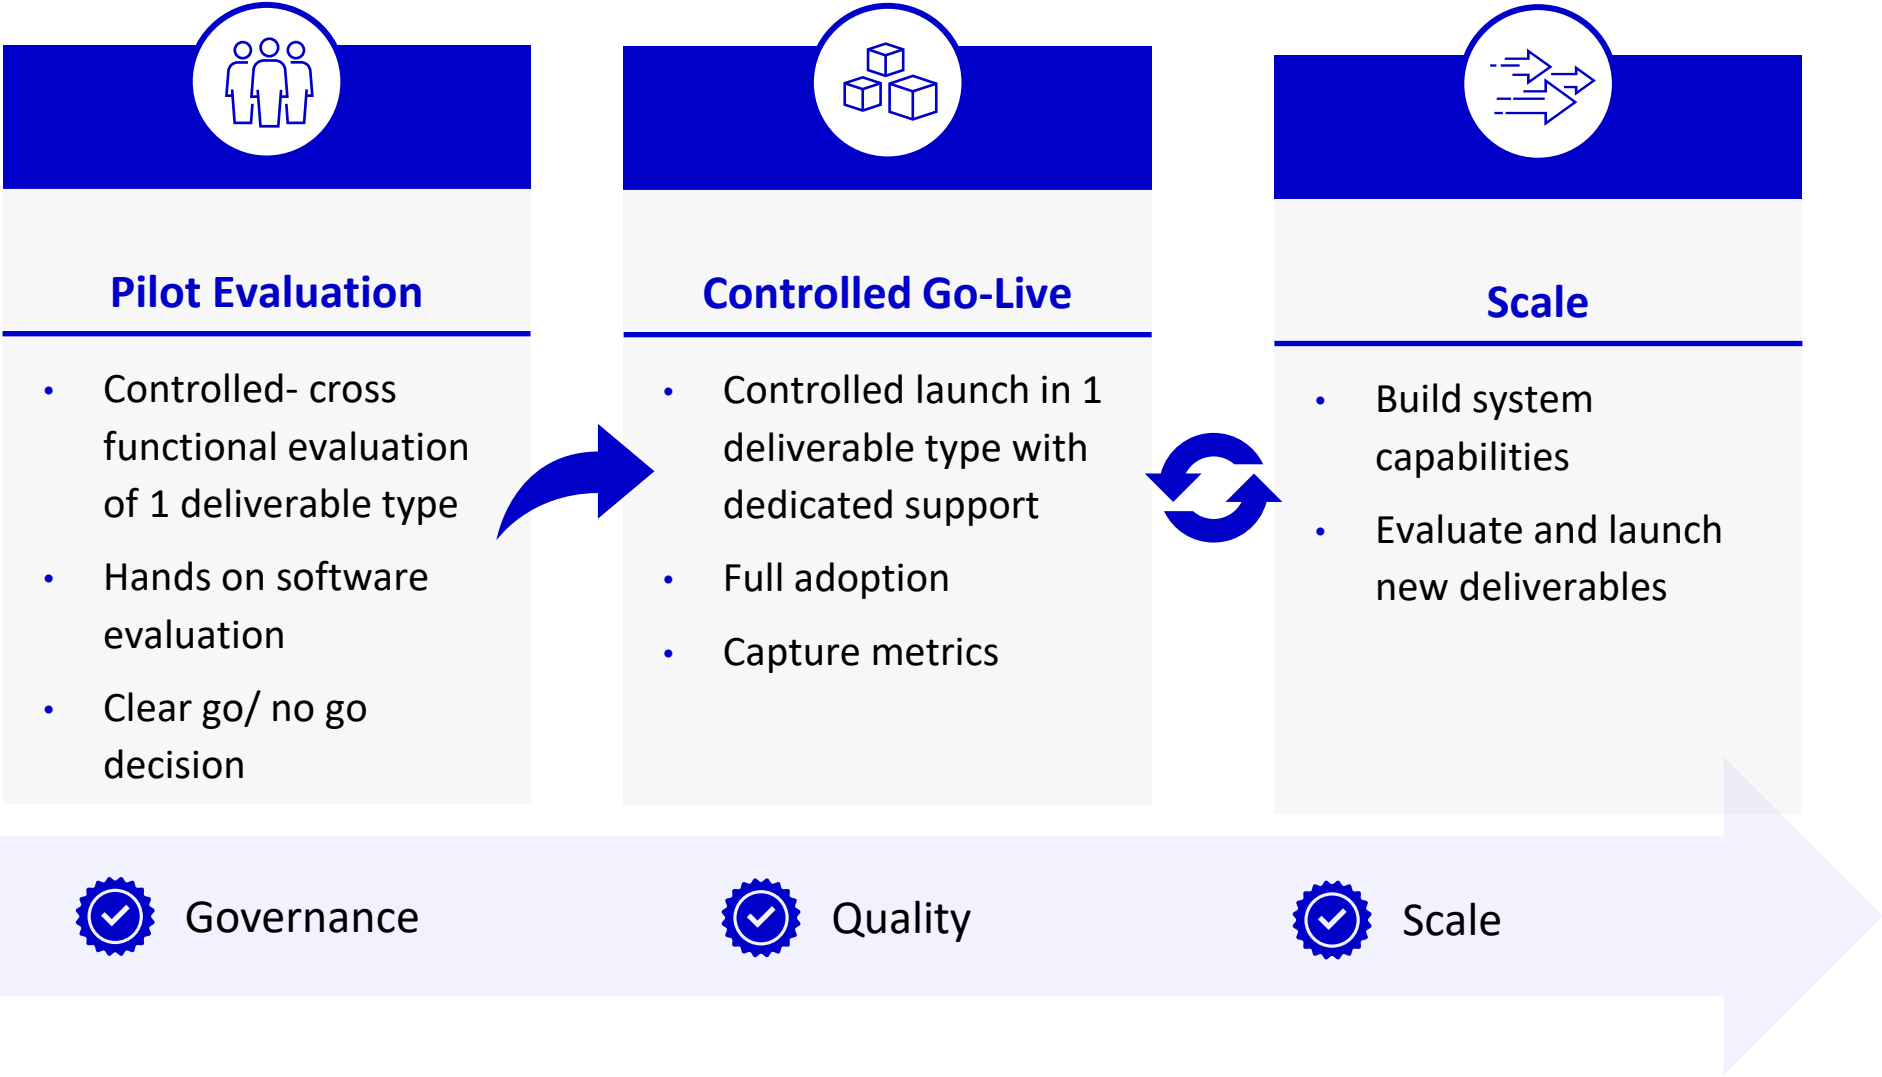 Pilot Evaluation
• Controlled- cross
functional evaluation
of 1 deliverable type
• Hands on software
evaluation
• Clear go/ no go
decision
Controlled Go-Live
• Controlled launch in 1
deliverable type with
dedicated support
• Full adoption
• Capture metrics
Scale
• Build system
capabilities
• Evaluate and launch
new deliverables
Governance
Quality
Scale